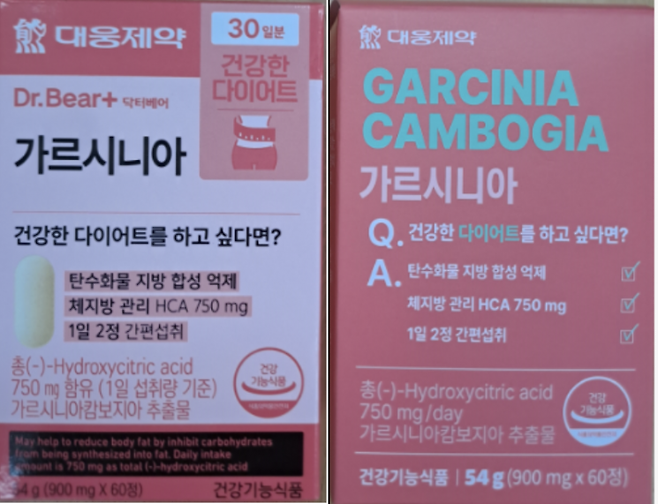 대웅제약
30일분
건강한
다이어트
Dr.Bear+ 닥터베어
가르시니아
건강한 다이어트를 하고 싶다면?
탄수화물 지방 합성 억제
체지방 관리 HCA 750 mg
1일 2정 간편섭취
총(-)-Hydroxycitric acid
750 mg 함유 (1일 섭취량 기준)
가르시니아캄보지아 추출물
건강
기능식품
May help to reduce body fat by inhibit carbohydrates
from being synthesized into fat. Daily intake
amount is 750 mg as total (-)-hydroxycitric acid
54 g (900 mg X 60정)
건강기능식품
대웅제약
GARCINIA
CAMBOGIA
가르시니아
Q. 건강한 다이어트를 하고 싶다면?
A. 탄수화물 지방 합성 억제
체지방 관리 HCA 750 mg
1일 2정 간편섭취
총(-)-Hydroxycitric acid
750 mg/day
가르시니아캄보지아 추출물
건강
기능식품
건강기능식품 | 54 g (900 mg X 60정)